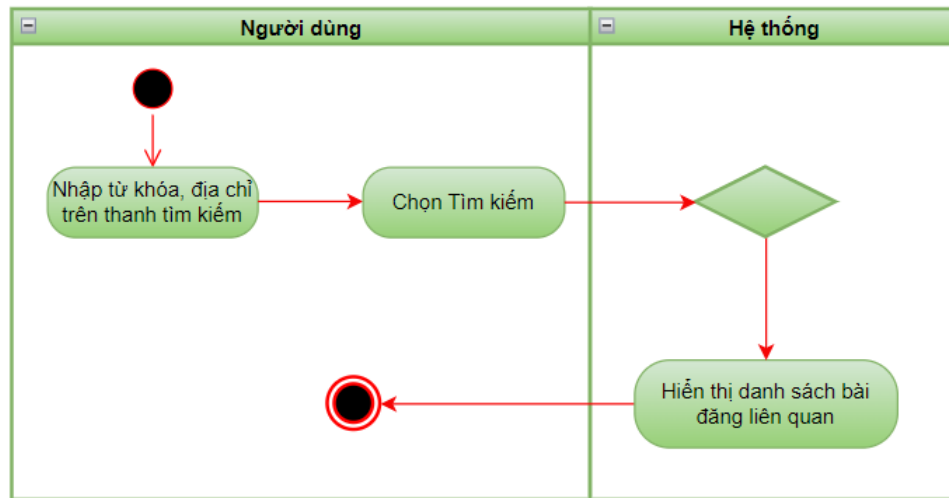 Người dùng
Hệ thống
Nhập từ khóa, địa chỉ
trên thanh tìm kiếm
Chọn Tìm kiếm
Hiển thị danh sách bài
đăng liên quan